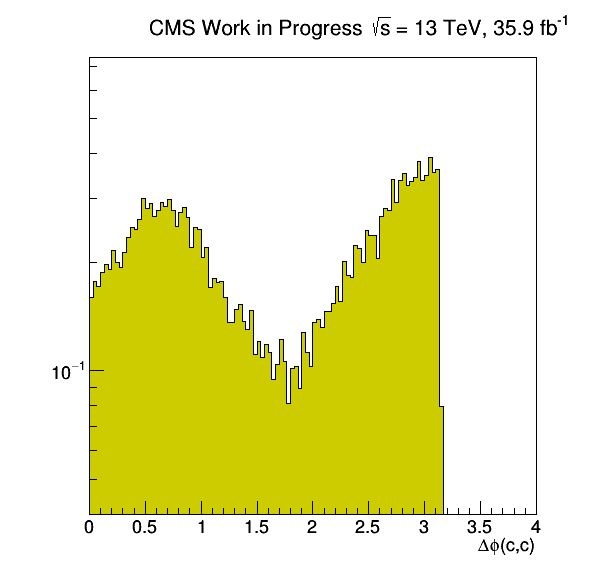 CMS Work in Progress √s = 13 TeV, 35.9 fb⁻¹
10⁻¹
0 0.5 1 1.5 2 2.5 3 3.5 4
Δϕ(c,c)